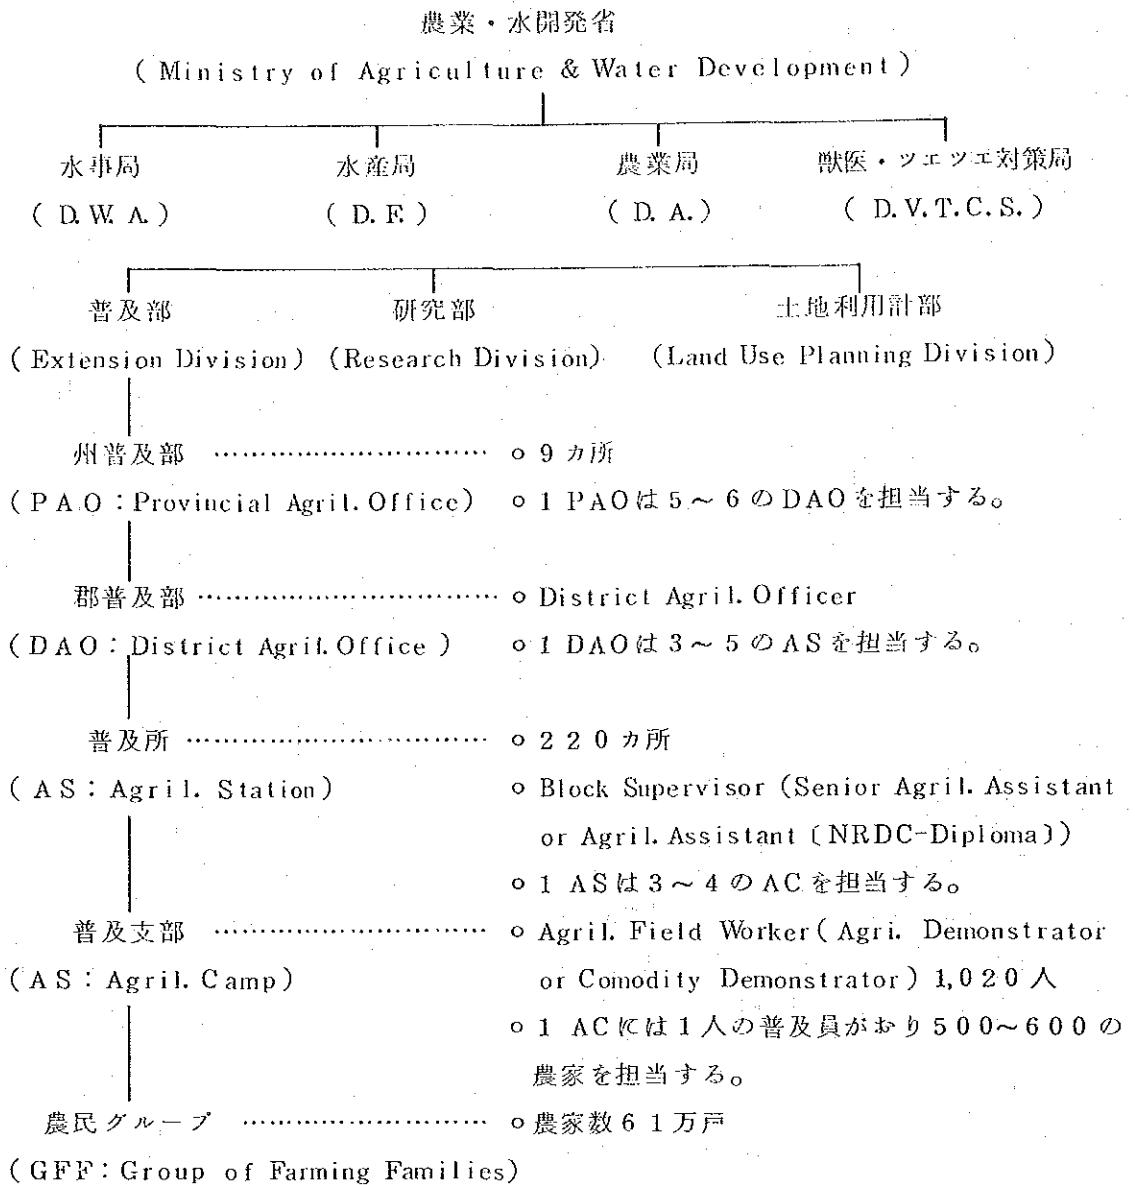 農業・水開発省
(Ministry of Agriculture & Water Development)
水事局 水産局 農業局 獣医・ツェツェ対策局
(D.W.A.) (D.F.) (D.A.) (D.V.T.C.S.)
普及部 研究部 土地利用計部
(Extension Division) (Research Division) (Land Use Planning Division)
州普及部 ………………………… ○ 9カ所
(PAO:Provincial Agril.Office) ○ 1 PAOは5~6のDAOを担当する。
郡普及部 ………………………… ○ District Agril.Officer
(DAO:District Agril.Office) ○ 1 DAOは3~5のASを担当する。
普及所 ………………………… ○ 220カ所
(AS:Agril. Station) ○ Block Supervisor (Senior Agril. Assistant
or Agril.Assistant〔NRDC-Diploma〕)
○ 1 ASは3~4のACを担当する。
普及支部 ………………………… ○ Agril. Field Worker(Agri. Demonstrator
(AS:Agril. Camp) or Comodity Demonstrator)1,020人
○ 1 ACには1人の普及員がおり500~600の
農家を担当する。
農民グループ ……………………… ○ 農家数61万戸
(GFF:Group of Farming Families)